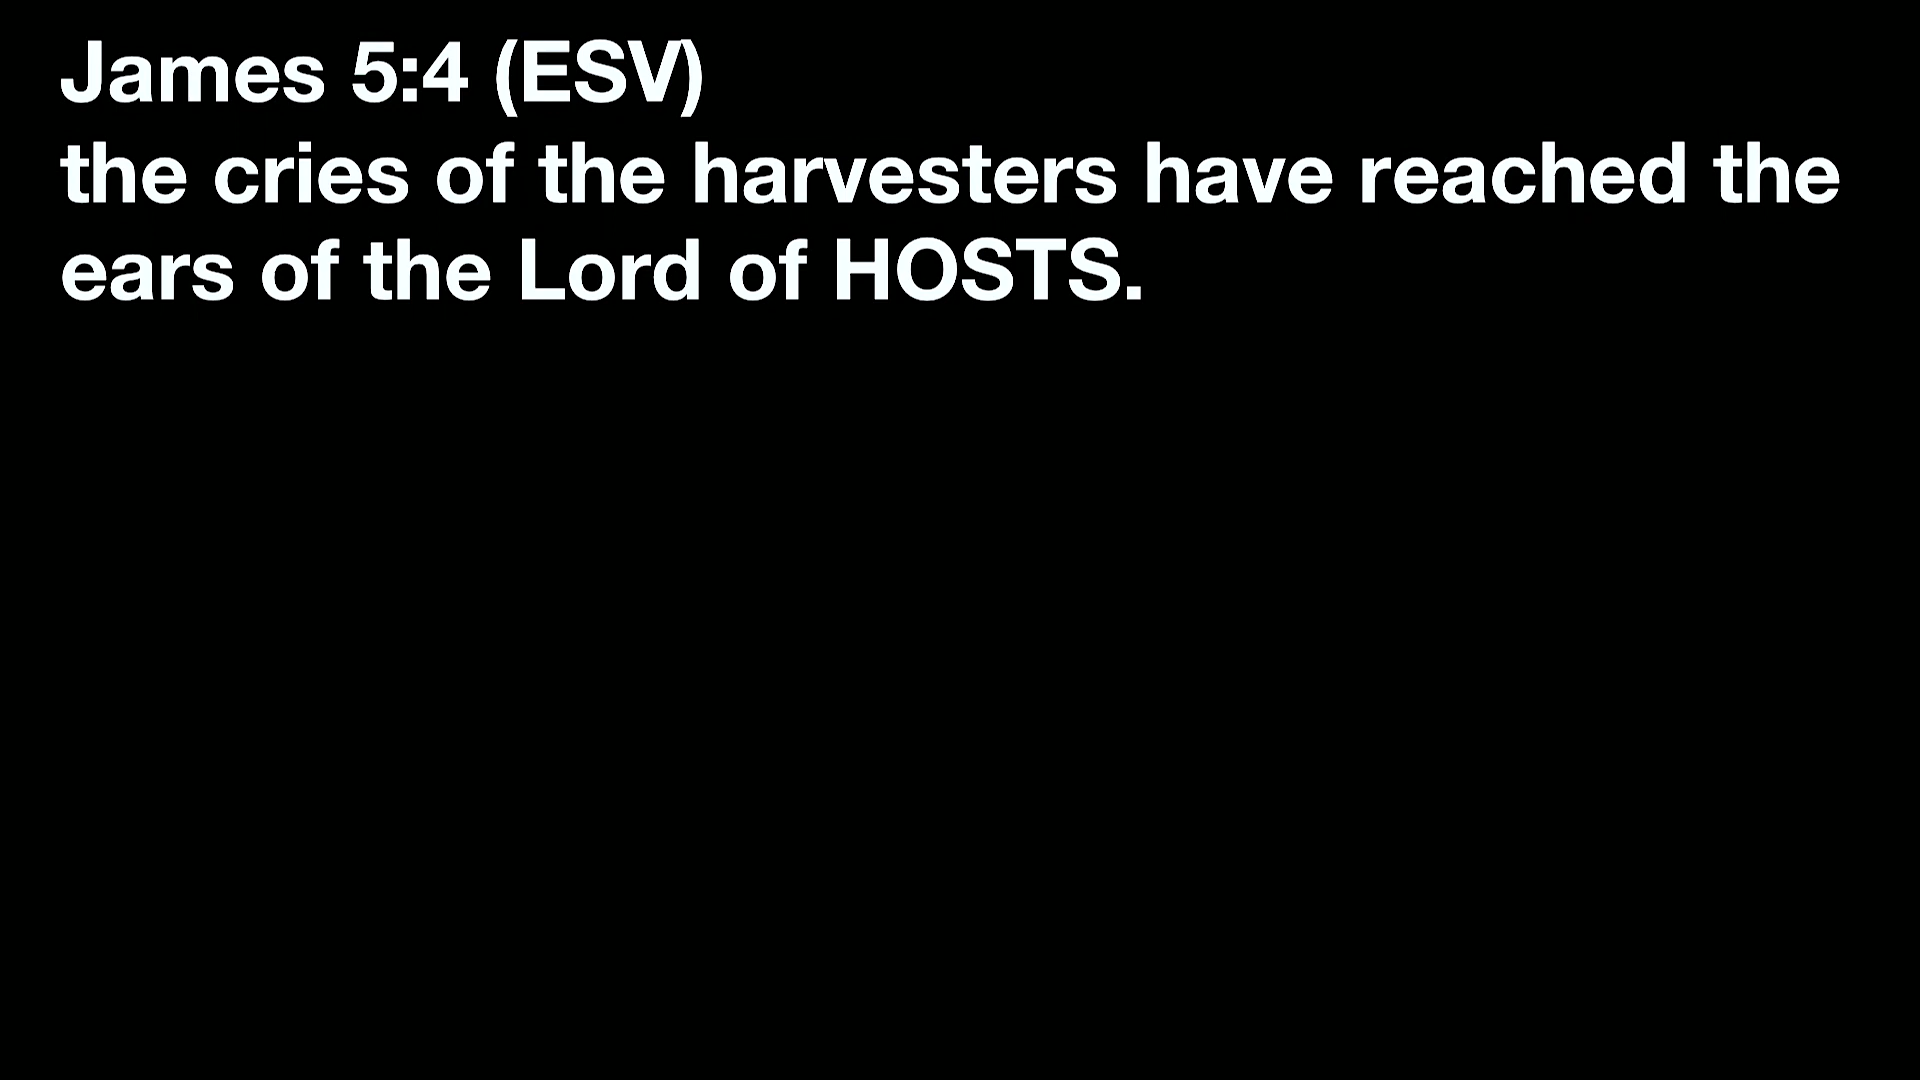 James 5:4 (ESV)
the cries of the harvesters have reached the
ears of the Lord of HOSTS.